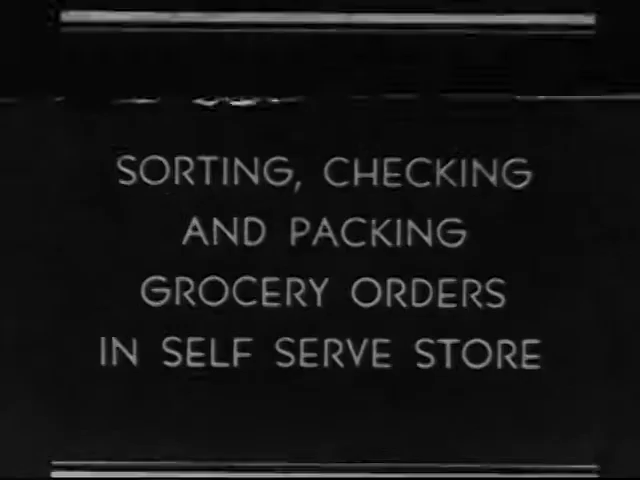 SORTING, CHECKING
AND PACKING
GROCERY ORDERS
IN SELF SERVE STORE